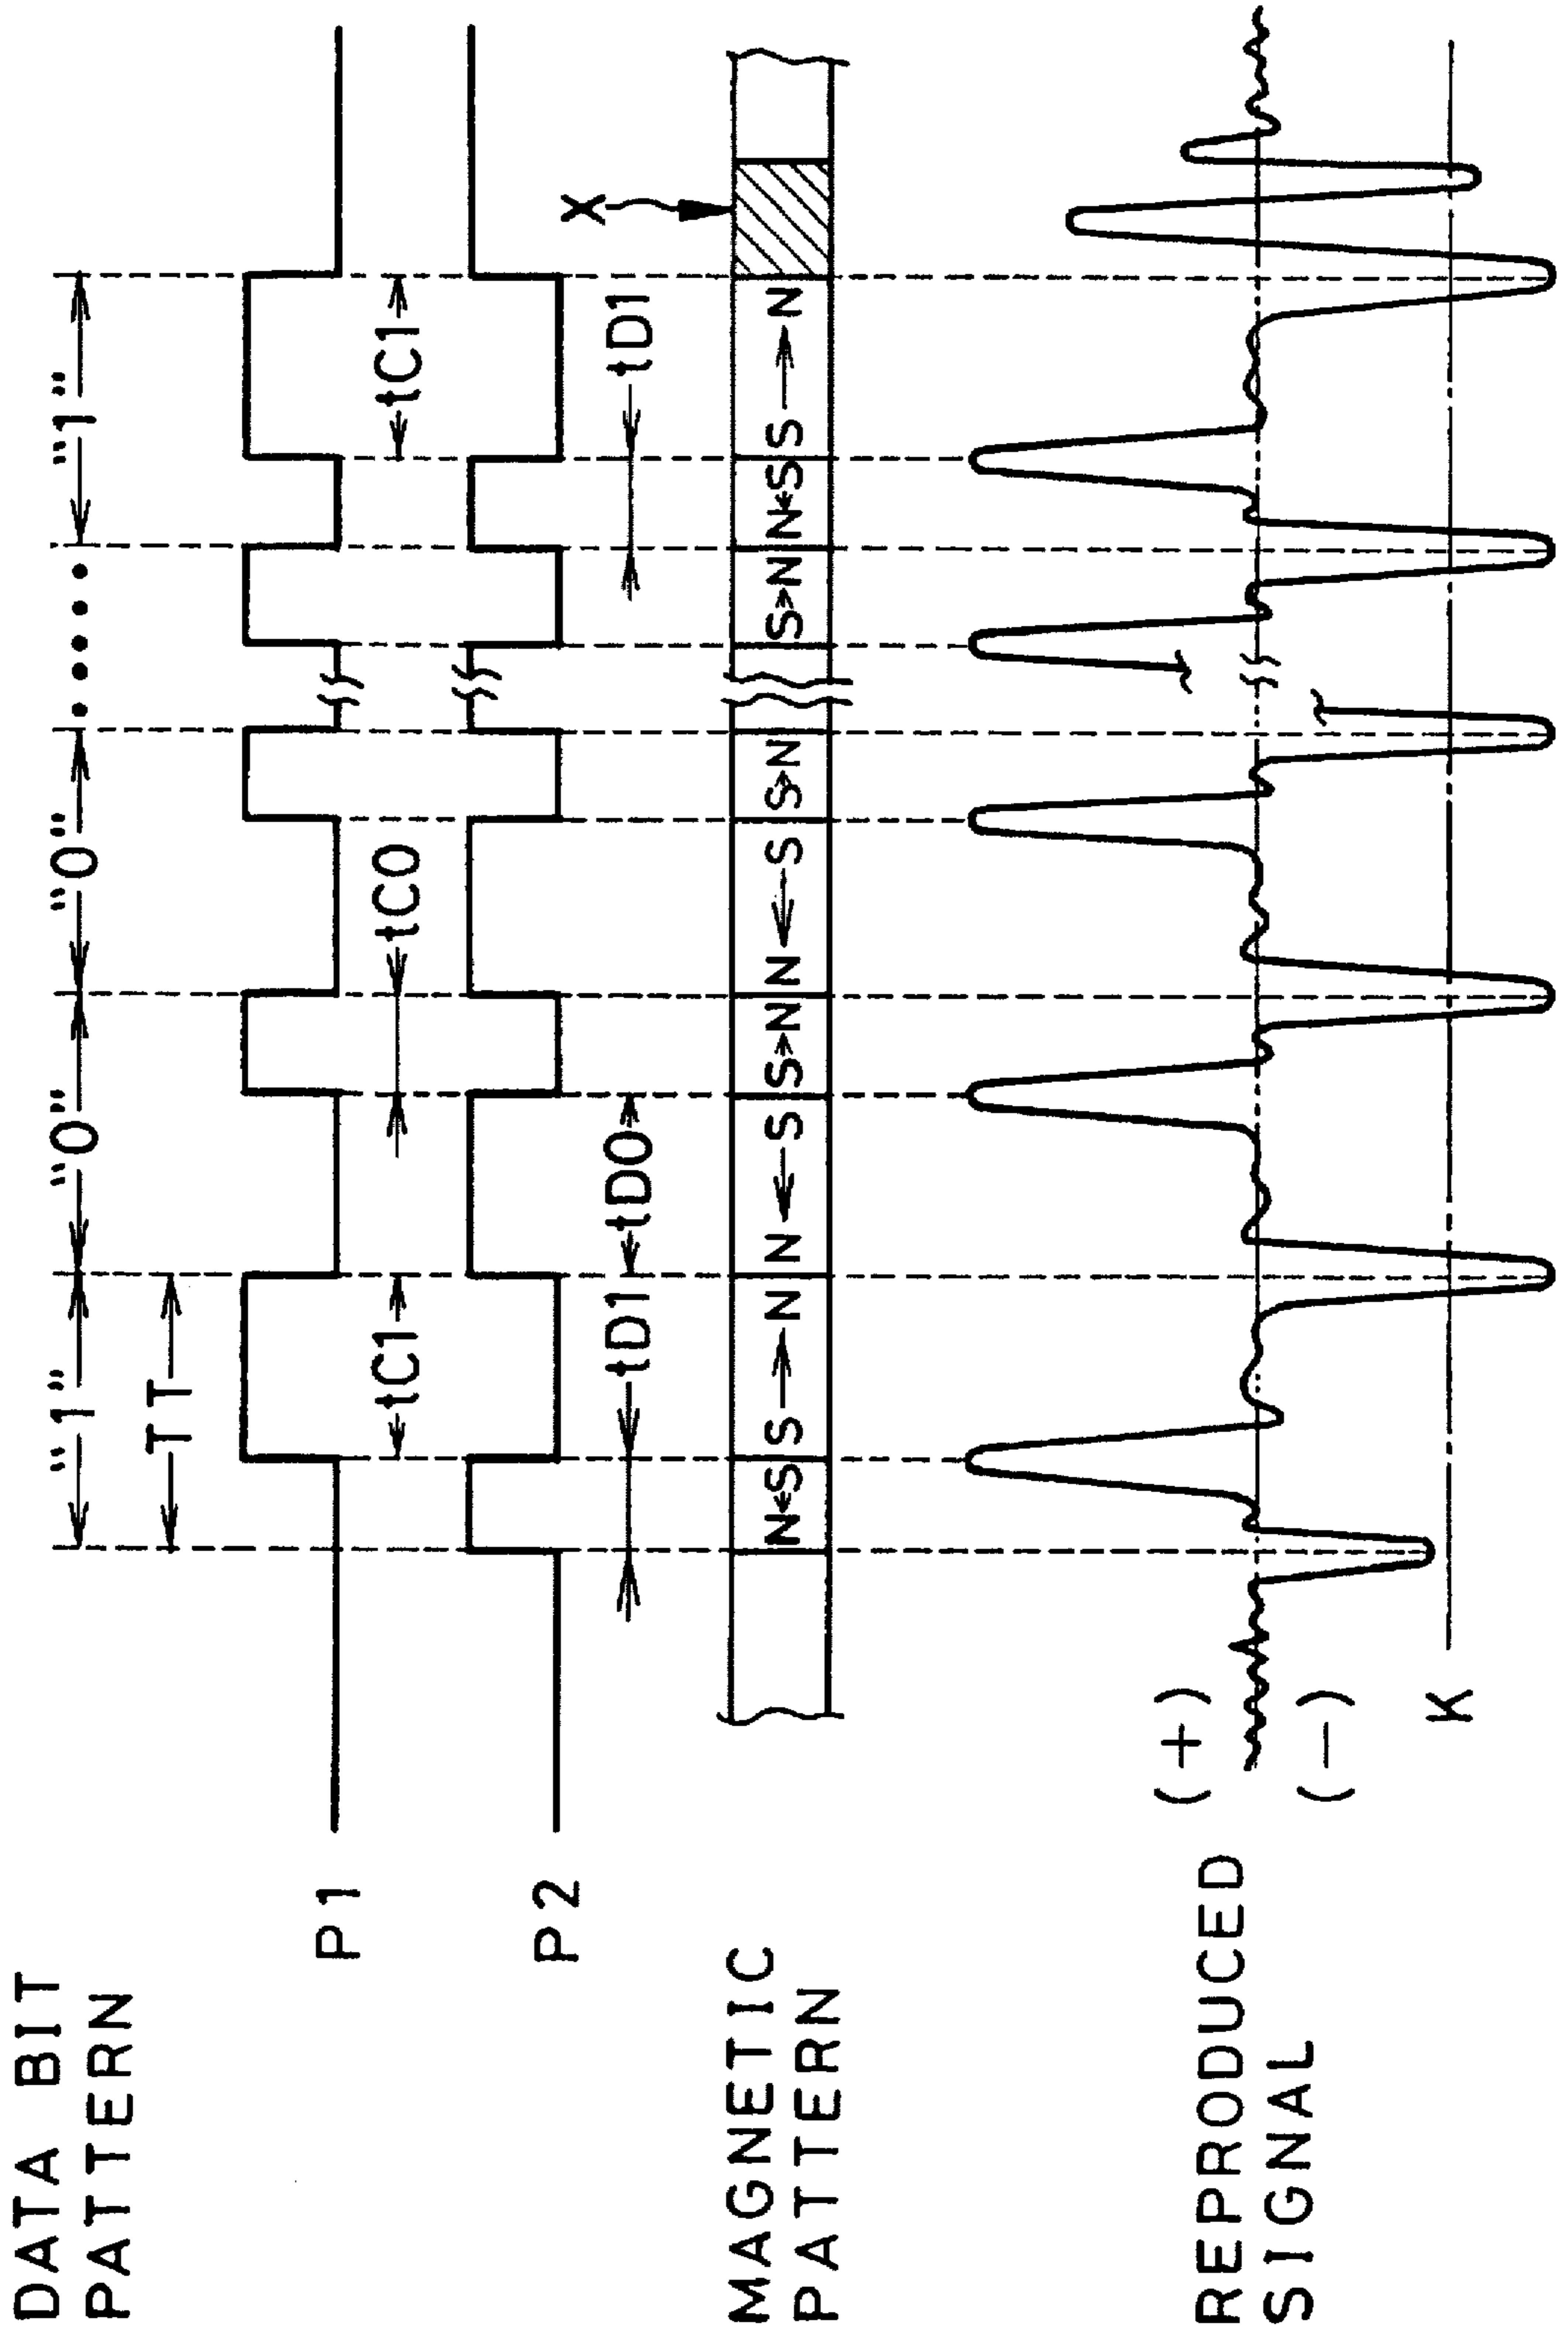 DATA BIT
PATTERN
"1" "0" "0" ••••• "1"
TT
P1
tC1 tC0 tC1
P2
tD1 tD0 tD1
X
MAGNETIC
PATTERN
N<S S→N N←S S>N N←S S>N S>N N<S S→N
REPRODUCED
SIGNAL
(+)
(-)
K